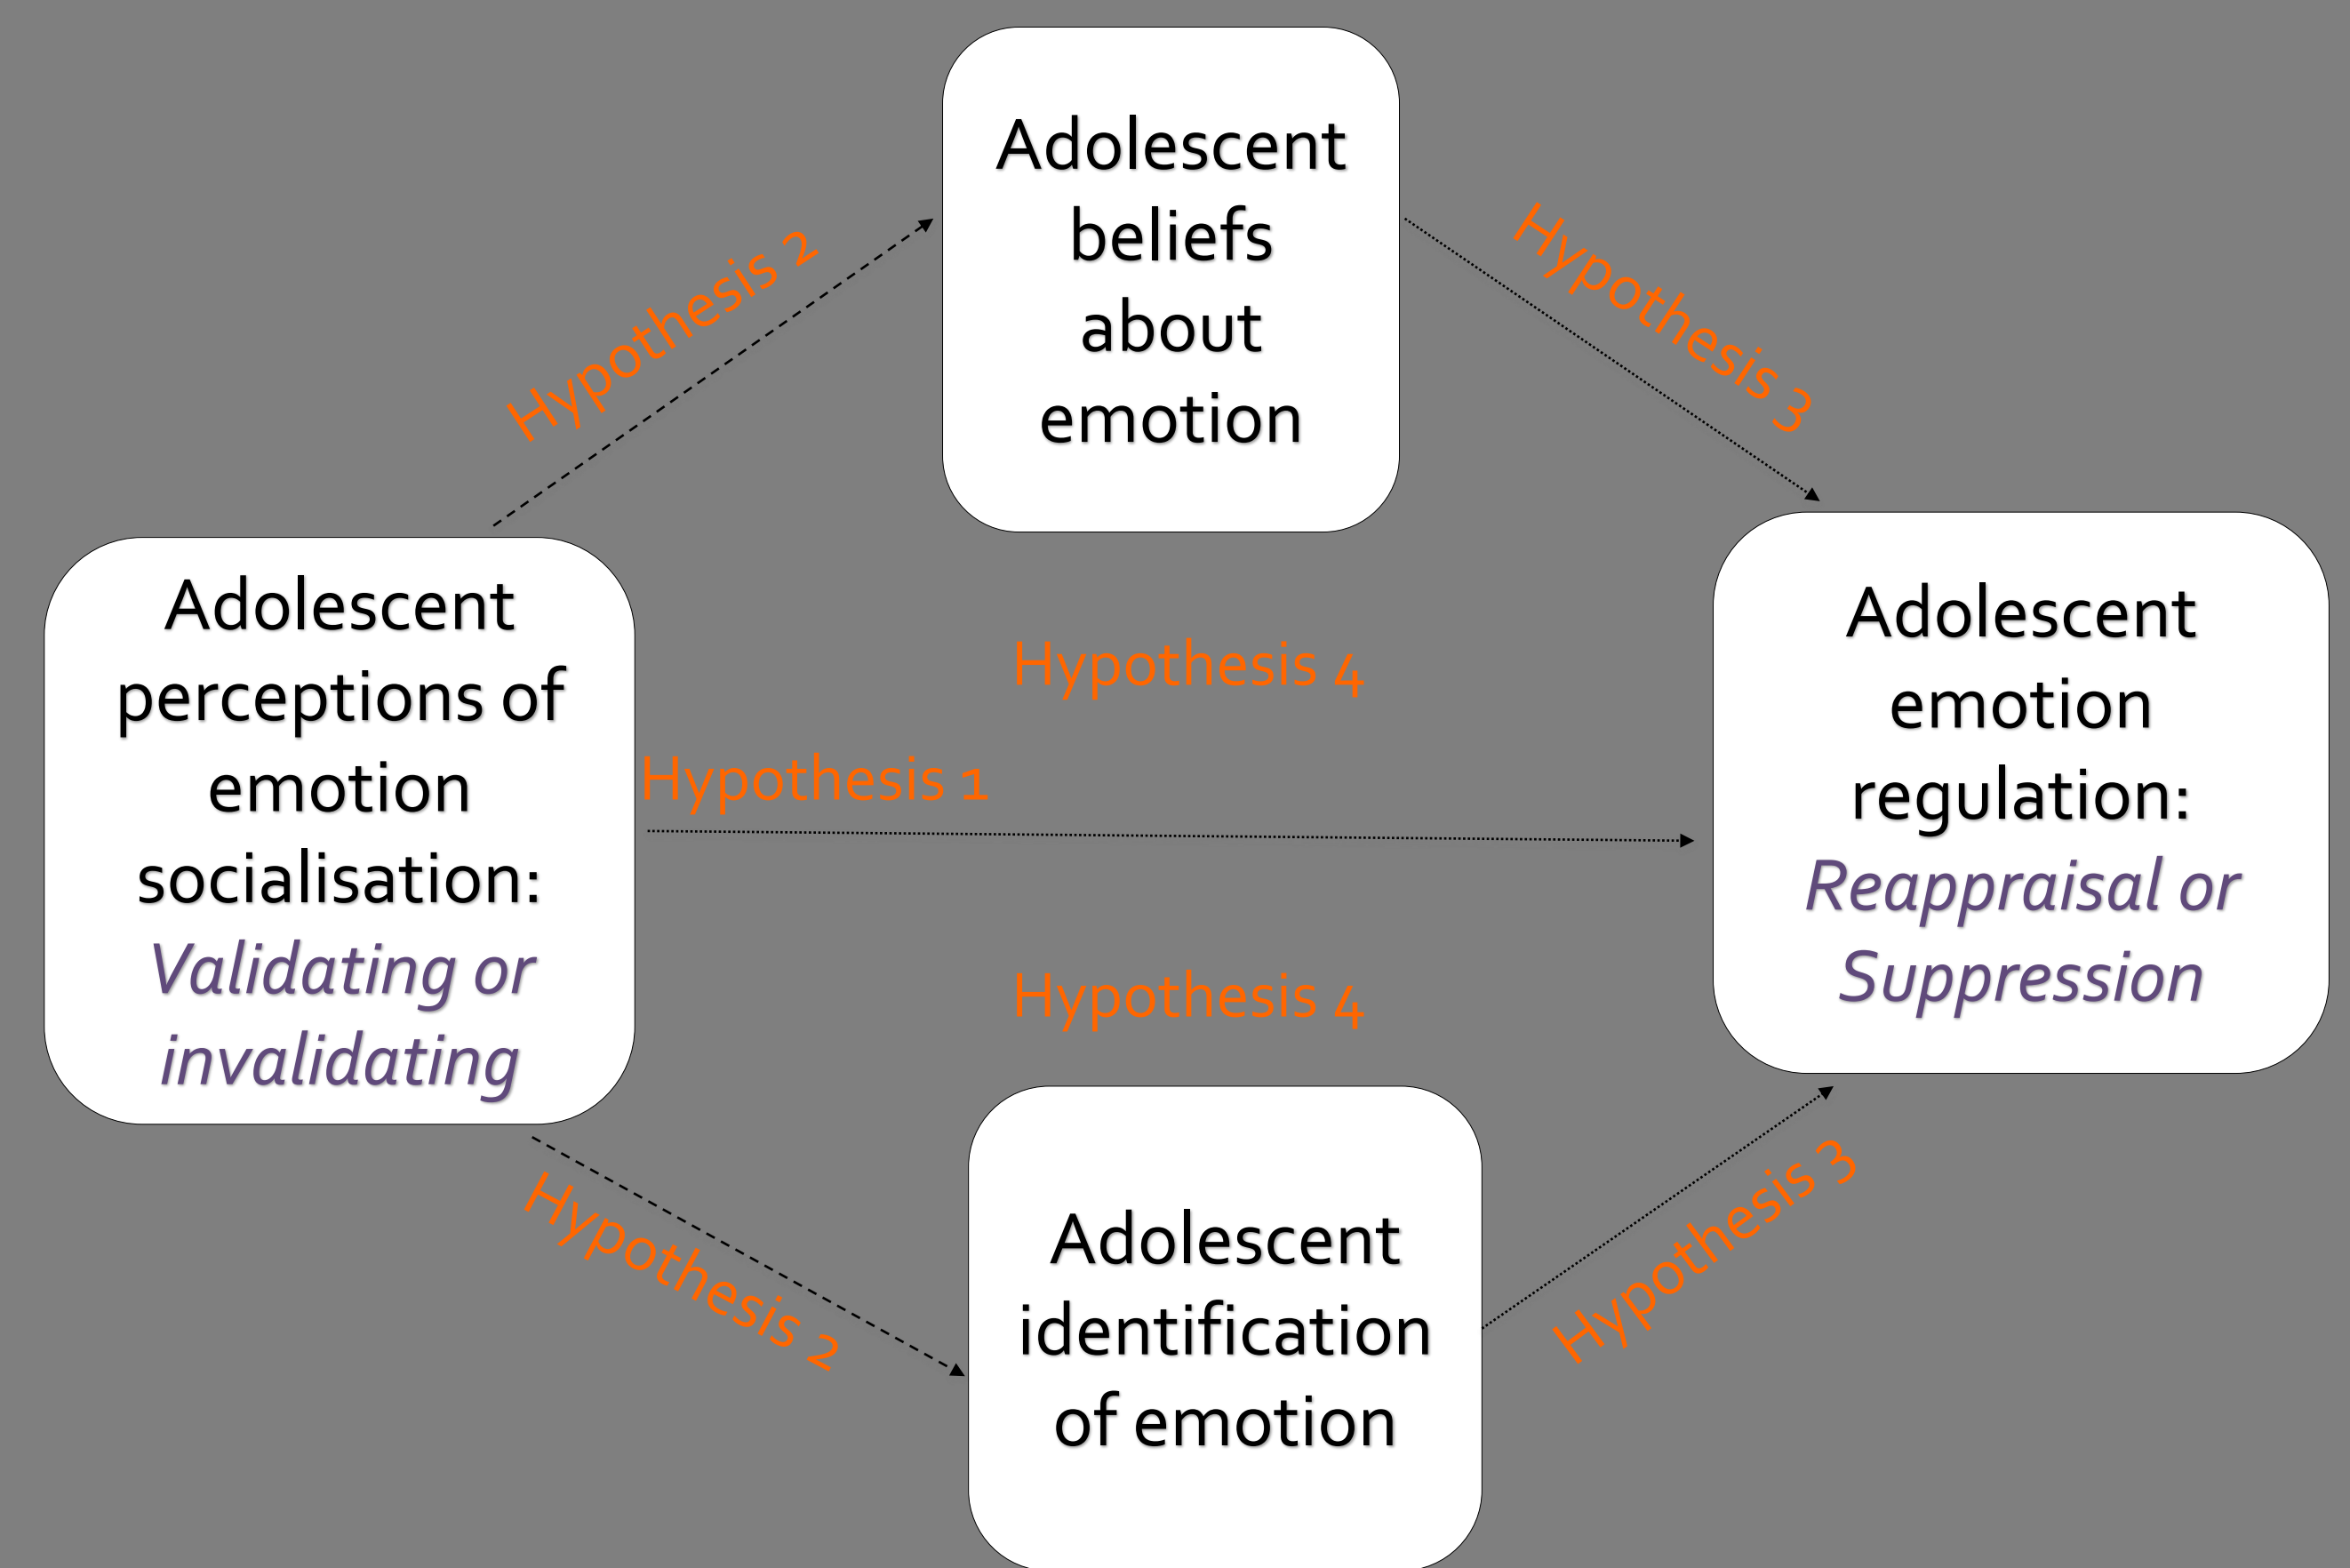 Adolescent
beliefs
about
emotion
Hypothesis 2
Hypothesis 3
Adolescent
perceptions of
emotion
socialisation:
Validating or
invalidating
Hypothesis 4
Hypothesis 1
Hypothesis 4
Adolescent
emotion
regulation:
Reappraisal or
Suppression
Hypothesis 2
Hypothesis 3
Adolescent
identification
of emotion